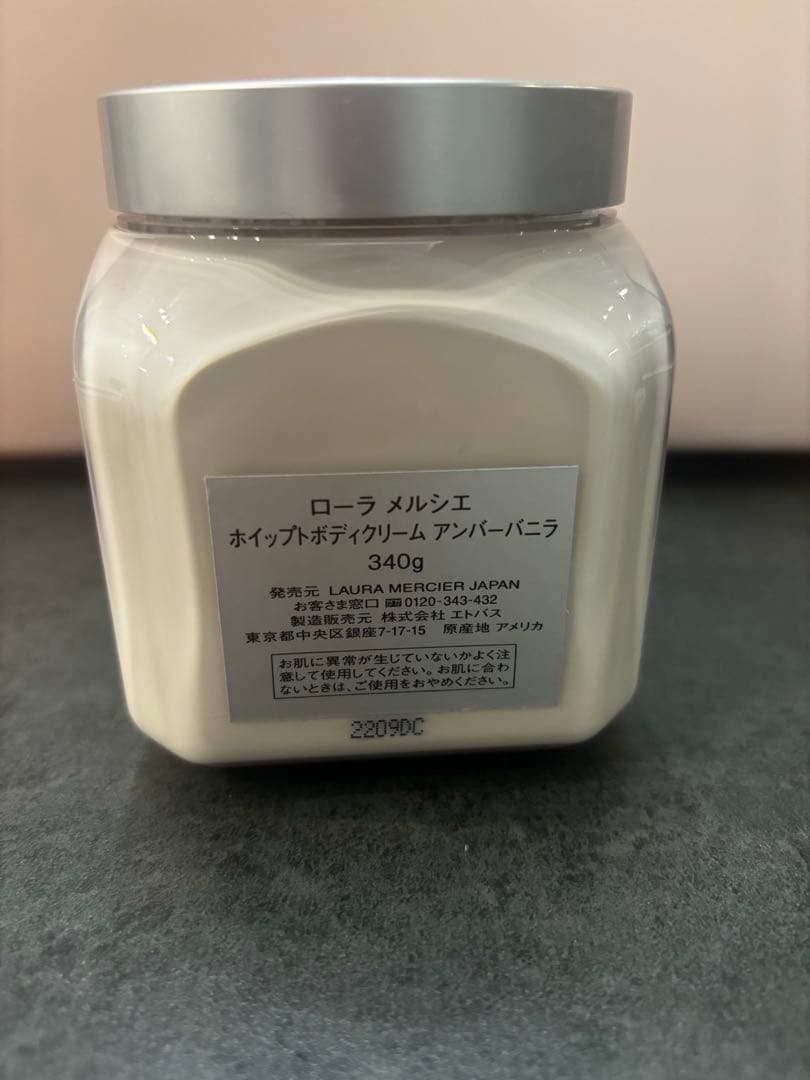 ローラ メルシエ
ホイップトボディクリーム アンバーバニラ
340g
発売元 LAURA MERCIER JAPAN
お客さま窓口 0120-343-432
製造販売元 株式会社 エトバス
東京都中央区銀座7-17-15 原産地 アメリカ
お肌に異常が生じていないかよく注
意して使用してください。お肌に合わ
ないときは、ご使用をおやめください。
2209DC